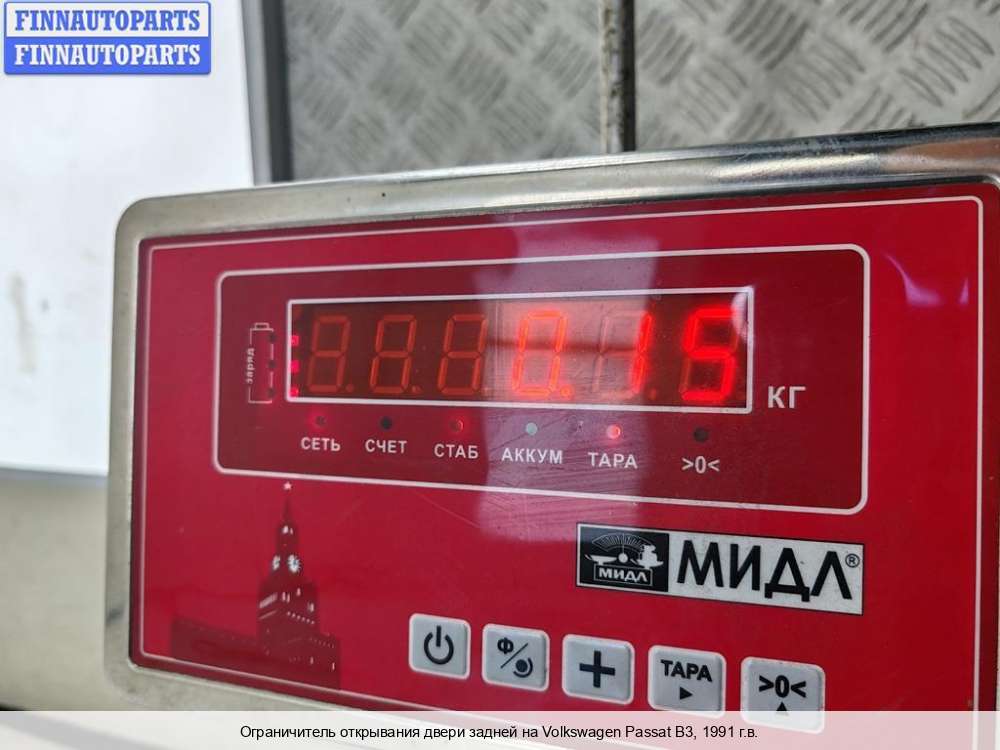 FINNAUTOPARTS
FINNAUTOPARTS
заряд
0.15
КГ
СЕТЬ СЧЕТ СТАБ АККУМ ТАРА >0<
МИДЛ МИДЛ®
Ф ТАРА >0<
Ограничитель открывания двери задней на Volkswagen Passat B3, 1991 г.в.